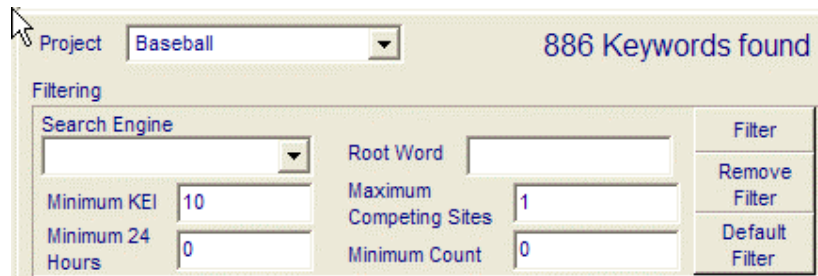 Project Baseball 886 Keywords found
Filtering
Search Engine
Filter
Root Word
Remove
Filter
Minimum KEI 10
Maximum
Competing Sites 1
Minimum 24
Hours 0
Minimum Count 0
Default
Filter